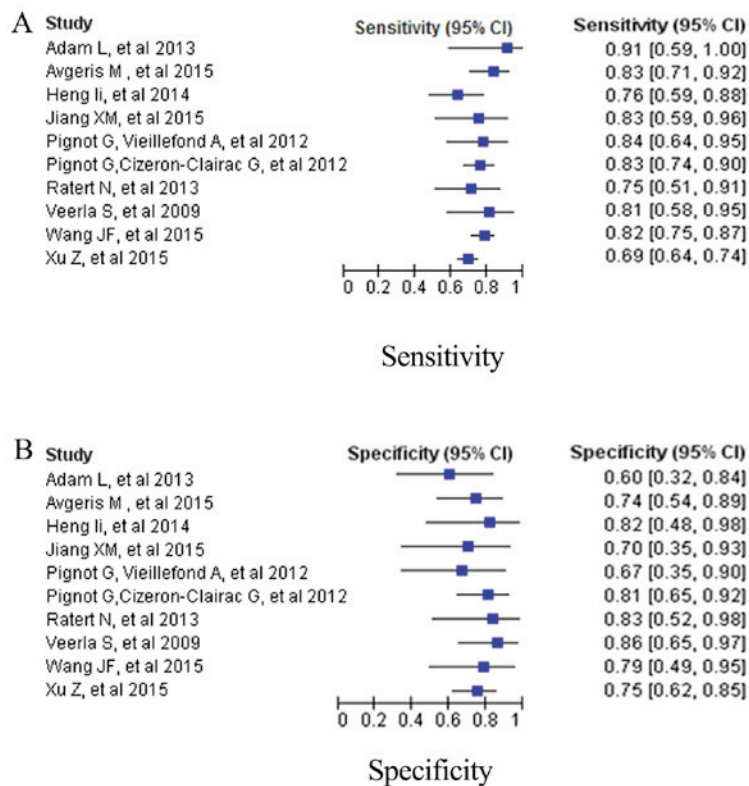 A
Study Sensitivity (95% CI) Sensitivity (95% CI)
Adam L, et al 2013 0.91 [0.59, 1.00]
Avgeris M , et al 2015 0.83 [0.71, 0.92]
Heng li, et al 2014 0.76 [0.59, 0.88]
Jiang XM, et al 2015 0.83 [0.59, 0.96]
Pignot G, Vieillefond A, et al 2012 0.84 [0.64, 0.95]
Pignot G,Cizeron-Clairac G, et al 2012 0.83 [0.74, 0.90]
Ratert N, et al 2013 0.75 [0.51, 0.91]
Veerla S, et al 2009 0.81 [0.58, 0.95]
Wang JF, et al 2015 0.82 [0.75, 0.87]
Xu Z, et al 2015 0.69 [0.64, 0.74]
0 0.2 0.4 0.6 0.8 1
Sensitivity
B
Study Specificity (95% CI) Specificity (95% CI)
Adam L, et al 2013 0.60 [0.32, 0.84]
Avgeris M , et al 2015 0.74 [0.54, 0.89]
Heng li, et al 2014 0.82 [0.48, 0.98]
Jiang XM, et al 2015 0.70 [0.35, 0.93]
Pignot G, Vieillefond A, et al 2012 0.67 [0.35, 0.90]
Pignot G,Cizeron-Clairac G, et al 2012 0.81 [0.65, 0.92]
Ratert N, et al 2013 0.83 [0.52, 0.98]
Veerla S, et al 2009 0.86 [0.65, 0.97]
Wang JF, et al 2015 0.79 [0.49, 0.95]
Xu Z, et al 2015 0.75 [0.62, 0.85]
0 0.2 0.4 0.6 0.8 1
Specificity